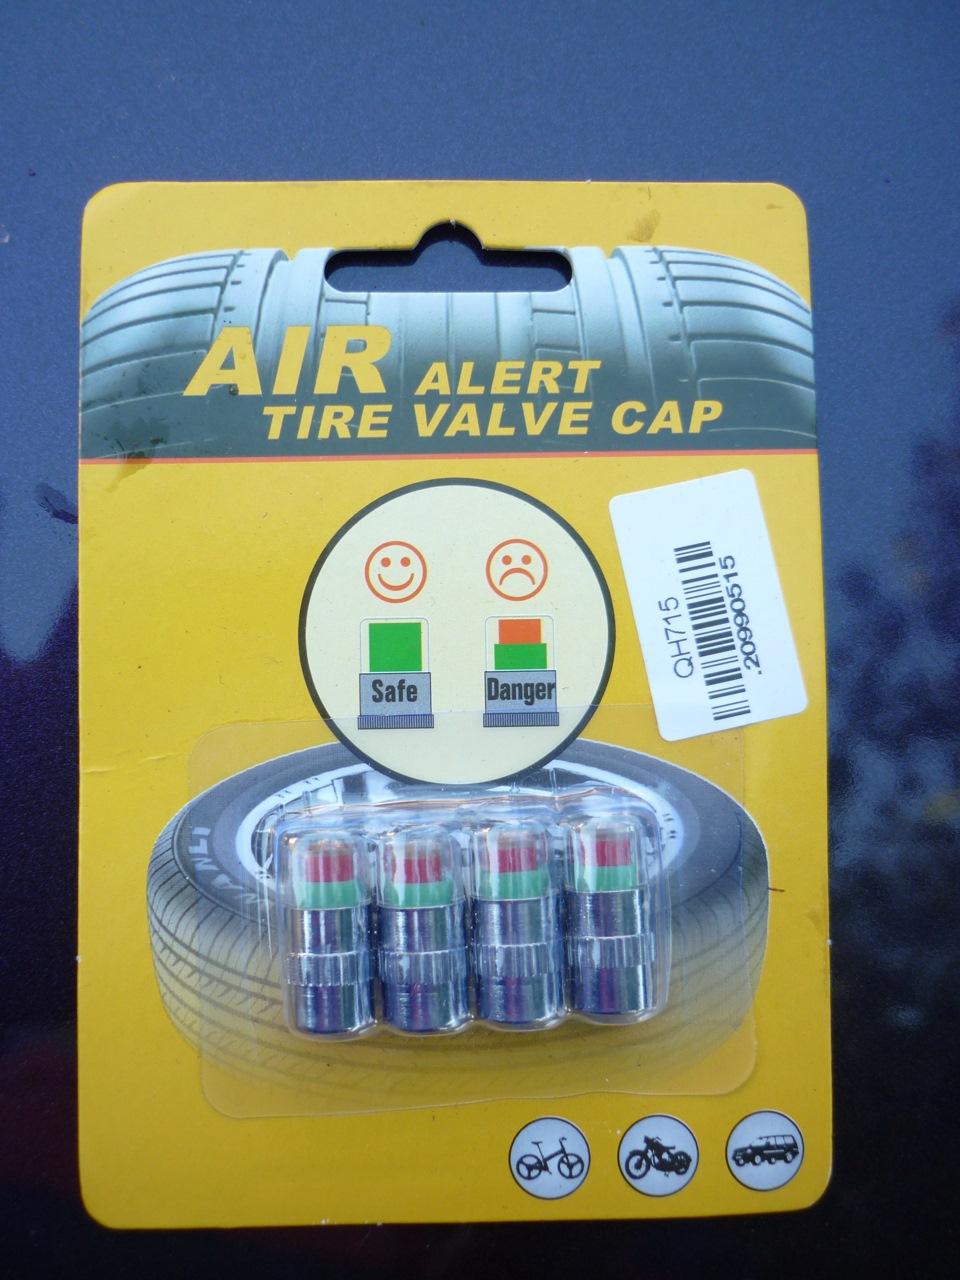 AIR ALERT
TIRE VALVE CAP
Safe
Danger
QH715
.20990515